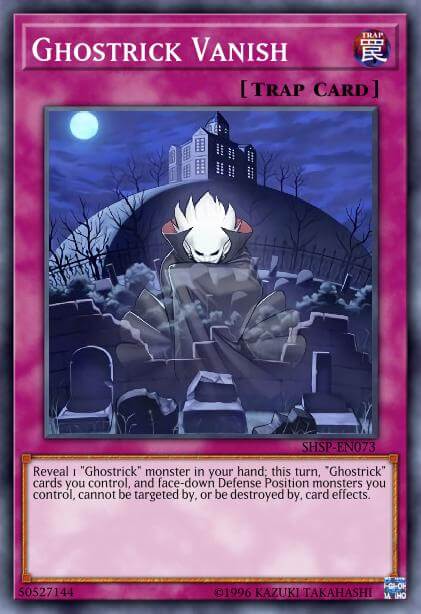 Ghostrick Vanish
TRAP
罠
[Trap Card]
SHSP-EN073
Reveal 1 "Ghostrick" monster in your hand; this turn, "Ghostrick"
cards you control, and face-down Defense Position monsters you
control, cannot be targeted by, or be destroyed by, card effects.
50527144
©1996 KAZUKI TAKAHASHI